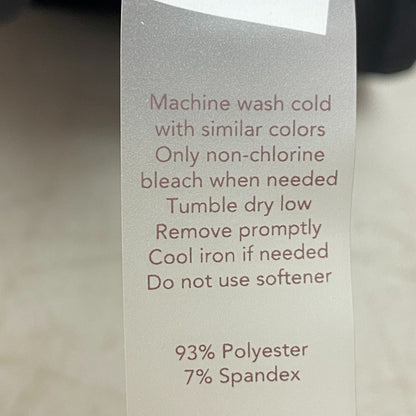 Machine wash cold
with similar colors
Only non-chlorine
bleach when needed
Tumble dry low
Remove promptly
Cool iron if needed
Do not use softener
93% Polyester
7% Spandex